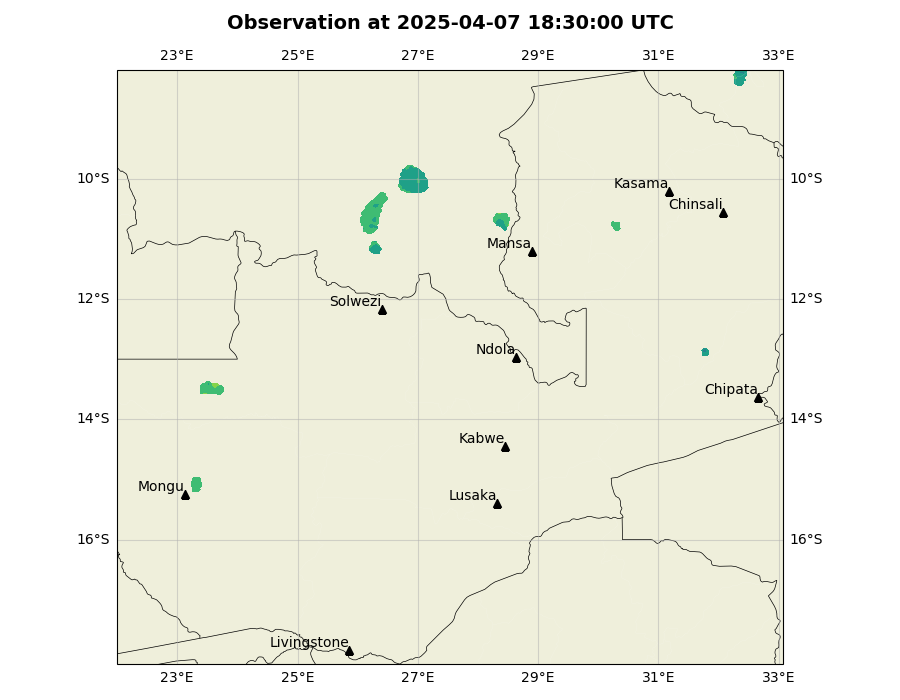 Observation at 2025-04-07 18:30:00 UTC
23°E 25°E 27°E 29°E 31°E 33°E
10°S 10°S
Kasama
Chinsali
Mansa
12°S 12°S
Solwezi
Ndola
Chipata
14°S 14°S
Kabwe
Mongu
Lusaka
16°S 16°S
Livingstone
23°E 25°E 27°E 29°E 31°E 33°E